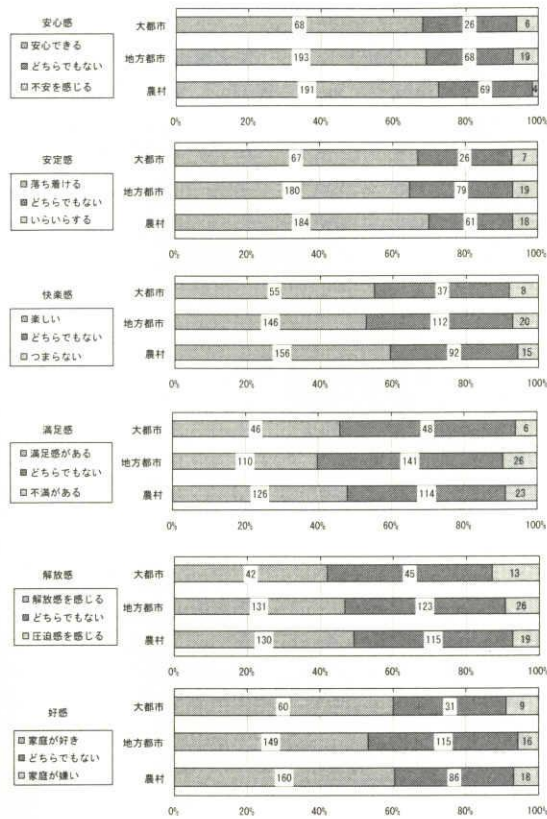 安心感
安心できる
どちらでもない
不安を感じる
大都市 68 26 6
地方都市 193 68 19
農村 191 69 4
0% 20% 40% 60% 80% 100%
安定感
落ち着ける
どちらでもない
いらいらする
大都市 67 26 7
地方都市 180 79 19
農村 184 61 18
0% 20% 40% 60% 80% 100%
快楽感
楽しい
どちらでもない
つまらない
大都市 55 37 8
地方都市 146 112 20
農村 156 92 15
0% 20% 40% 60% 80% 100%
満足感
満足感がある
どちらでもない
不満がある
大都市 46 48 6
地方都市 110 141 26
農村 126 114 23
0% 20% 40% 60% 80% 100%
解放感
解放感を感じる
どちらでもない
圧迫感を感じる
大都市 42 45 13
地方都市 131 123 26
農村 130 115 19
0% 20% 40% 60% 80% 100%
好感
家庭が好き
どちらでもない
家庭が嫌い
大都市 60 31 9
地方都市 149 115 16
農村 160 86 18
0% 20% 40% 60% 80% 100%